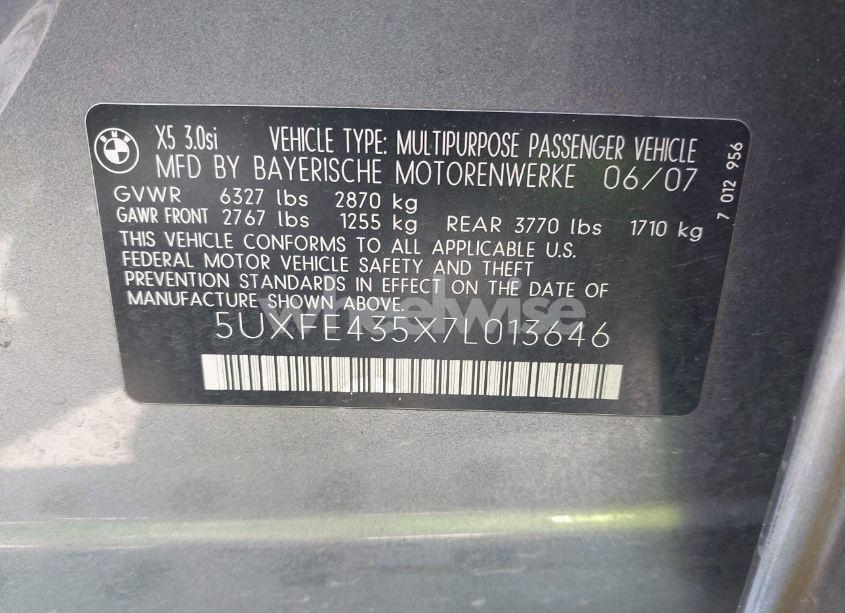 BMW
X5 3.0si VEHICLE TYPE: MULTIPURPOSE PASSENGER VEHICLE
MFD BY BAYERISCHE MOTORENWERKE 06/07
GVWR 6327 lbs 2870 kg
GAWR FRONT 2767 lbs 1255 kg REAR 3770 lbs 1710 kg
THIS VEHICLE CONFORMS TO ALL APPLICABLE U.S.
FEDERAL MOTOR VEHICLE SAFETY AND THEFT
PREVENTION STANDARDS IN EFFECT ON THE DATE OF
MANUFACTURE SHOWN ABOVE.
5UXFE435X7L013646
7 012 956
wheelwise